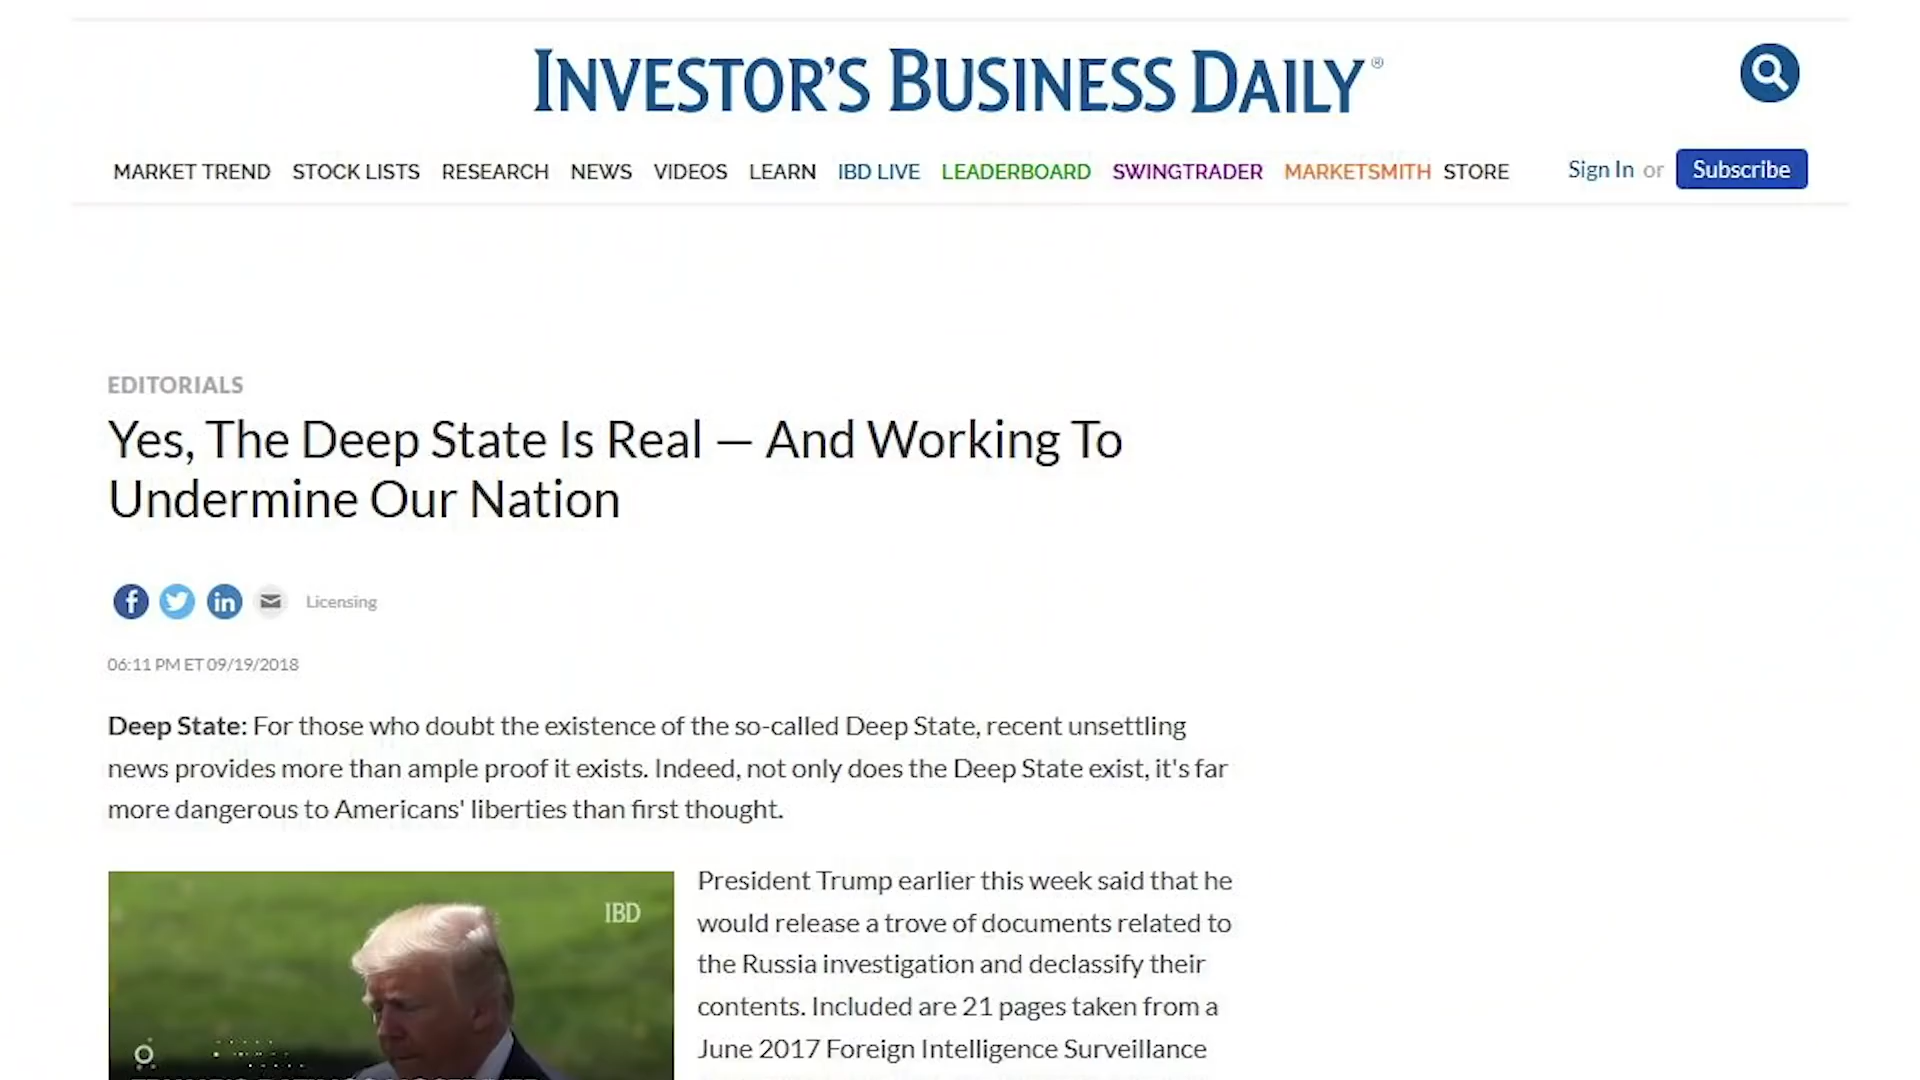 INVESTOR'S BUSINESS DAILY®
MARKET TREND STOCK LISTS RESEARCH NEWS VIDEOS LEARN IBD LIVE LEADERBOARD SWINGTRADER MARKETSMITH STORE Sign In or Subscribe
EDITORIALS
Yes, The Deep State Is Real — And Working To
Undermine Our Nation
Licensing
06:11 PM ET 09/19/2018
Deep State: For those who doubt the existence of the so-called Deep State, recent unsettling
news provides more than ample proof it exists. Indeed, not only does the Deep State exist, it's far
more dangerous to Americans' liberties than first thought.
IBD
President Trump earlier this week said that he
would release a trove of documents related to
the Russia investigation and declassify their
contents. Included are 21 pages taken from a
June 2017 Foreign Intelligence Surveillance